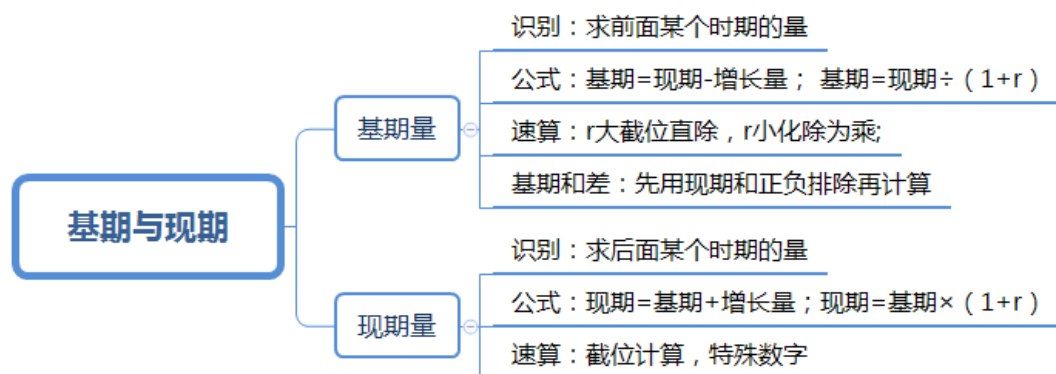 基期与现期
基期量
识别：求前面某个时期的量
公式：基期=现期-增长量； 基期=现期÷（1+r）
速算：r大截位直除，r小化除为乘;
基期和差：先用现期和正负排除再计算
现期量
识别：求后面某个时期的量
公式：现期=基期+增长量；现期=基期×（1+r）
速算：截位计算，特殊数字